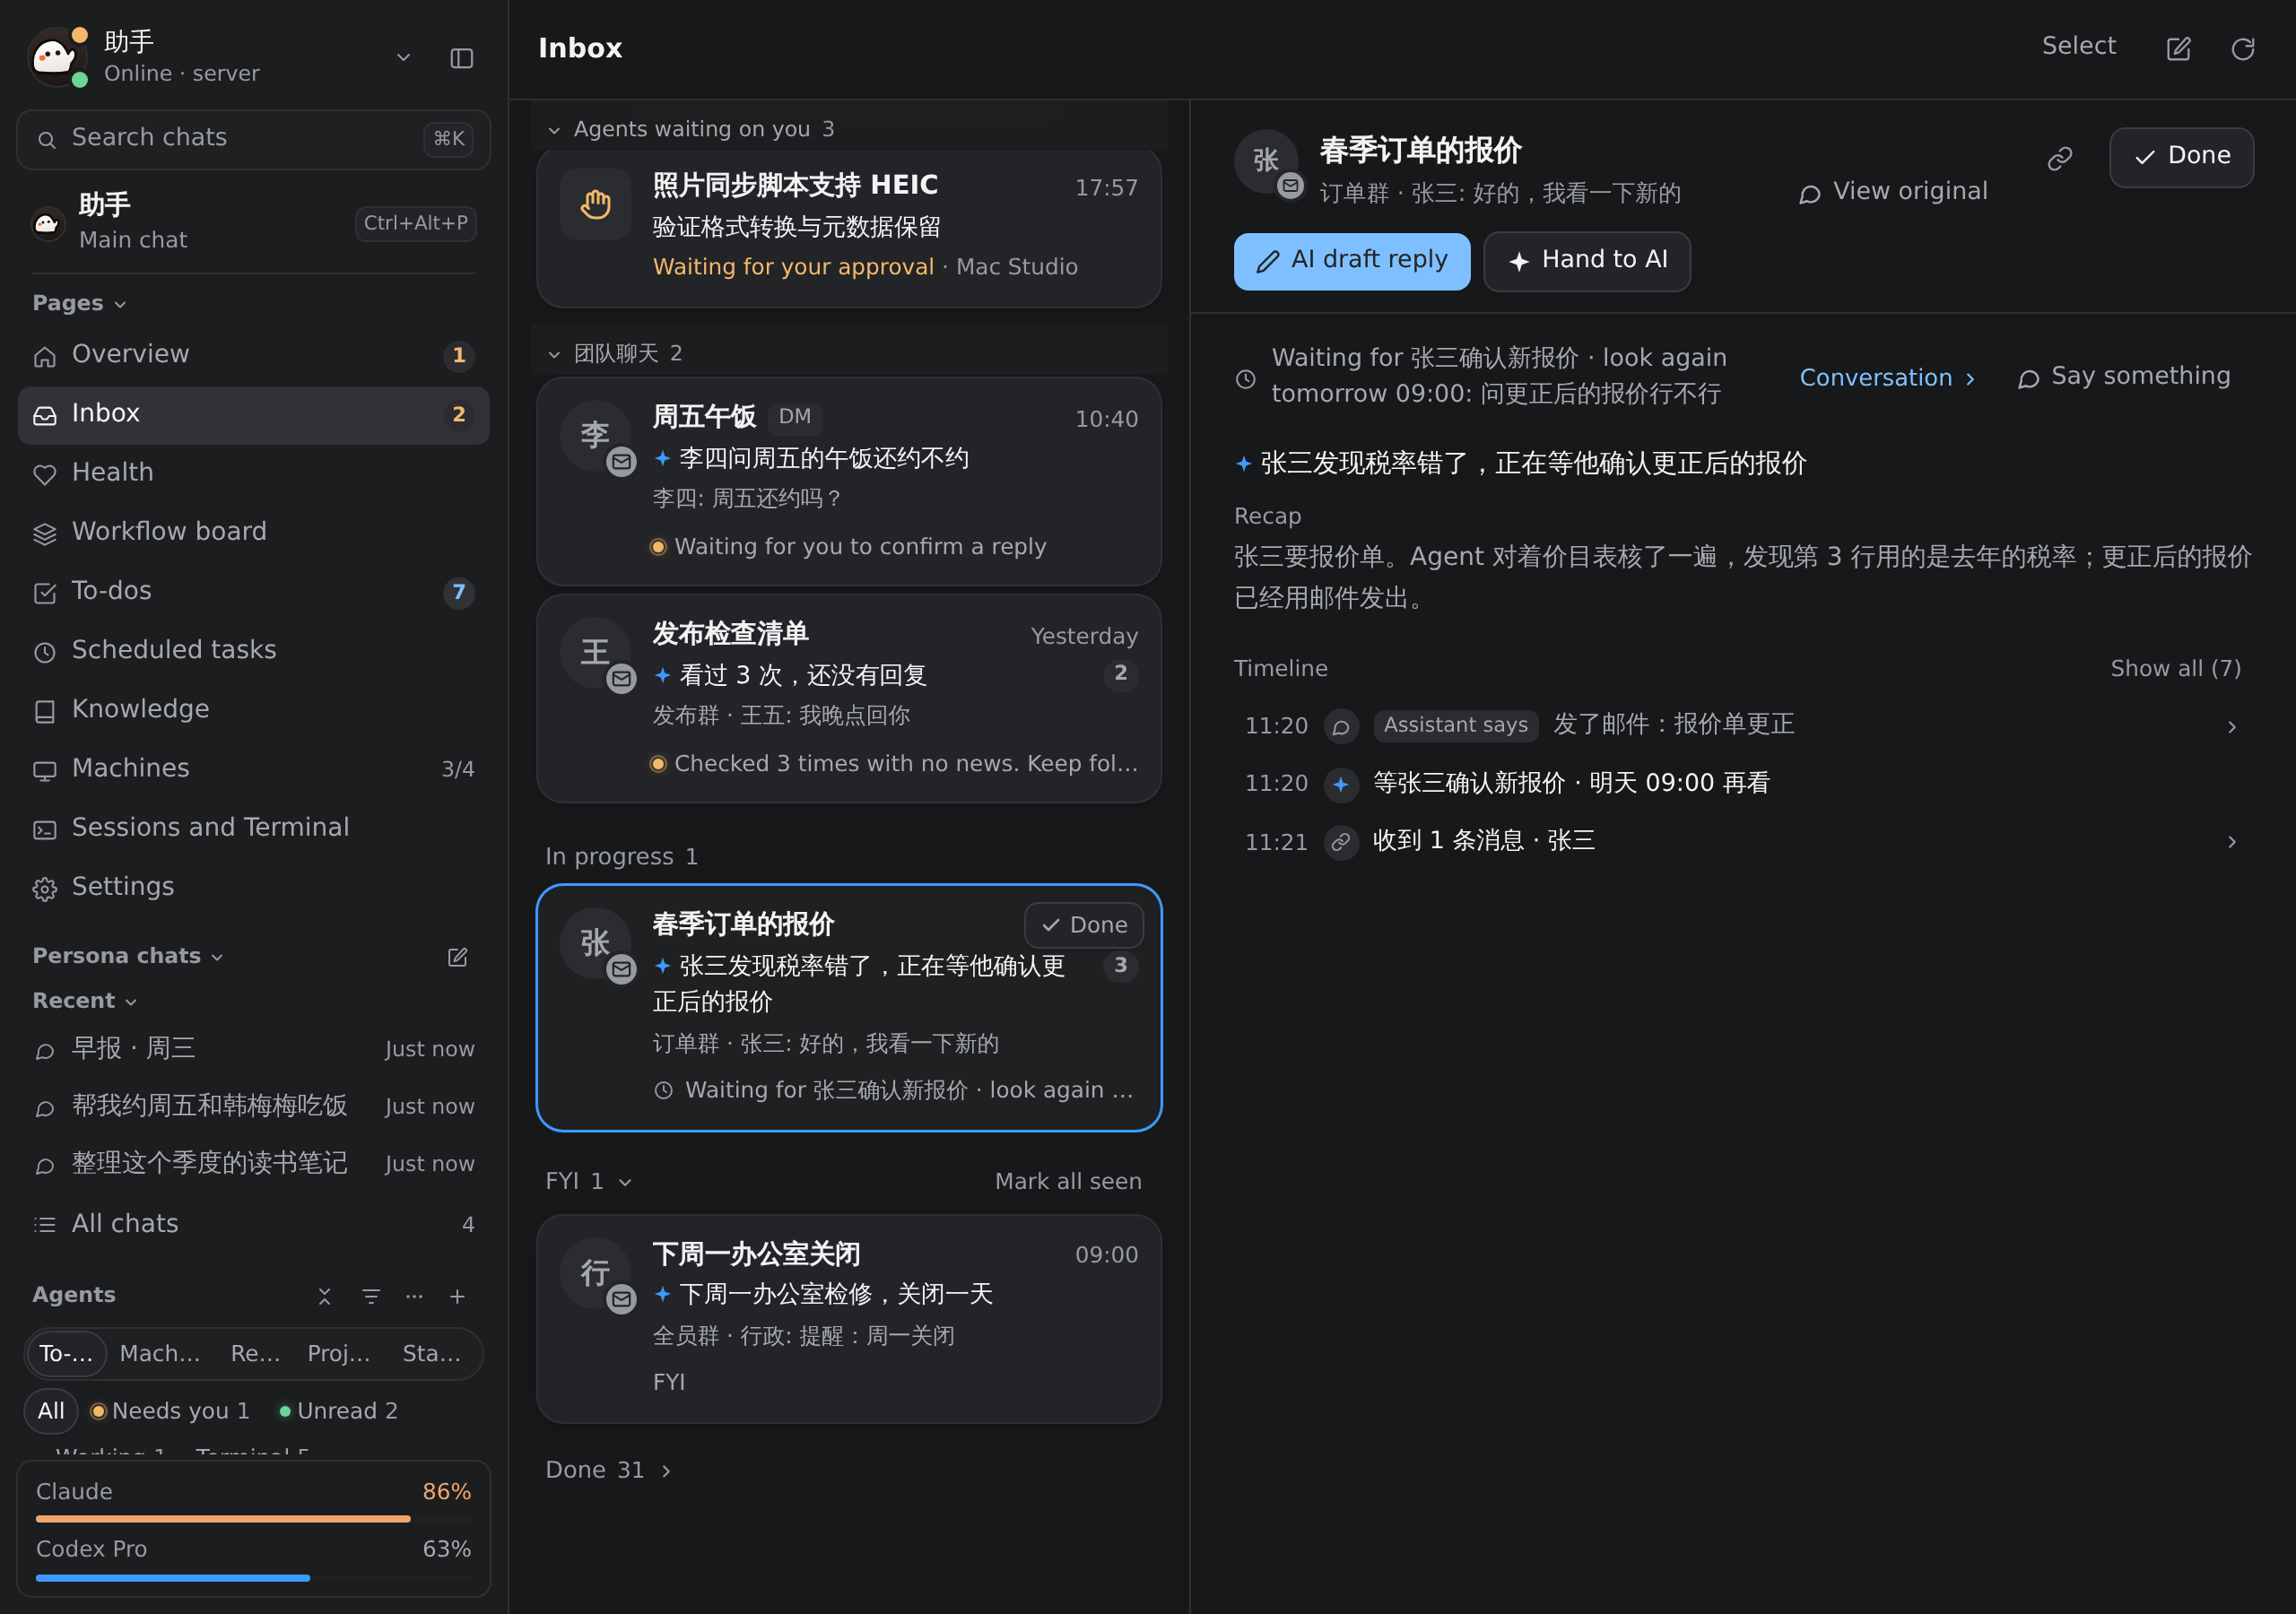 助手
Online · server
Search chats
⌘K
助手
Main chat
Ctrl+Alt+P
Pages
Overview
1
Inbox
2
Health
Workflow board
To-dos
7
Scheduled tasks
Knowledge
Machines
3/4
Sessions and Terminal
Settings
Persona chats
Recent
早报 · 周三
Just now
帮我约周五和韩梅梅吃饭
Just now
整理这个季度的读书笔记
Just now
All chats
4
Agents
To-...
Mach...
Re...
Proj...
Sta...
All
Needs you 1
Unread 2
Working 1
Terminal 5
Claude
86%
Codex Pro
63%
Inbox
Select
Agents waiting on you 3
照片同步脚本支持 HEIC
17:57
验证格式转换与元数据保留
Waiting for your approval · Mac Studio
团队聊天 2
李
周五午饭
DM
10:40
李四问周五的午饭还约不约
李四: 周五还约吗？
Waiting for you to confirm a reply
王
发布检查清单
Yesterday
看过 3 次，还没有回复
2
发布群 · 王五: 我晚点回你
Checked 3 times with no news. Keep fol...
In progress 1
张
春季订单的报价
Done
张三发现税率错了，正在等他确认更
正后的报价
3
订单群 · 张三: 好的，我看一下新的
Waiting for 张三确认新报价 · look again ...
FYI 1
Mark all seen
行
下周一办公室关闭
09:00
下周一办公室检修，关闭一天
全员群 · 行政: 提醒：周一关闭
FYI
Done 31
张
春季订单的报价
订单群 · 张三: 好的，我看一下新的
View original
Done
AI draft reply
Hand to AI
Waiting for 张三确认新报价 · look again
tomorrow 09:00: 问更正后的报价行不行
Conversation
Say something
张三发现税率错了，正在等他确认更正后的报价
Recap
张三要报价单。Agent 对着价目表核了一遍，发现第 3 行用的是去年的税率；更正后的报价
已经用邮件发出。
Timeline
Show all (7)
11:20
Assistant says
发了邮件：报价单更正
11:20
等张三确认新报价 · 明天 09:00 再看
11:21
收到 1 条消息 · 张三